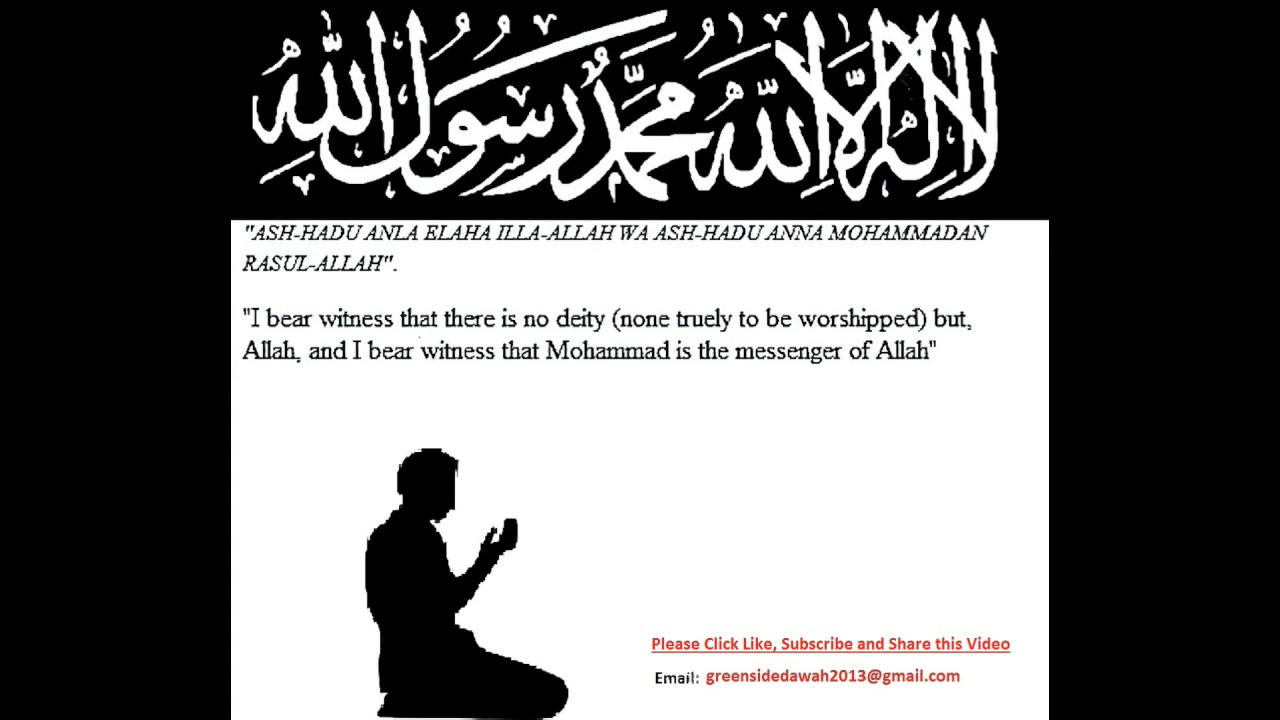 لا إله إلا الله محمد رسول الله
"ASH-HADU ANLA ELAHA ILLA-ALLAH WA ASH-HADU ANNA MOHAMMADAN
RASUL-ALLAH".
"I bear witness that there is no deity (none truely to be worshipped) but,
Allah, and I bear witness that Mohammad is the messenger of Allah"
Please Click Like, Subscribe and Share this Video
Email: greensidedawah2013@gmail.com